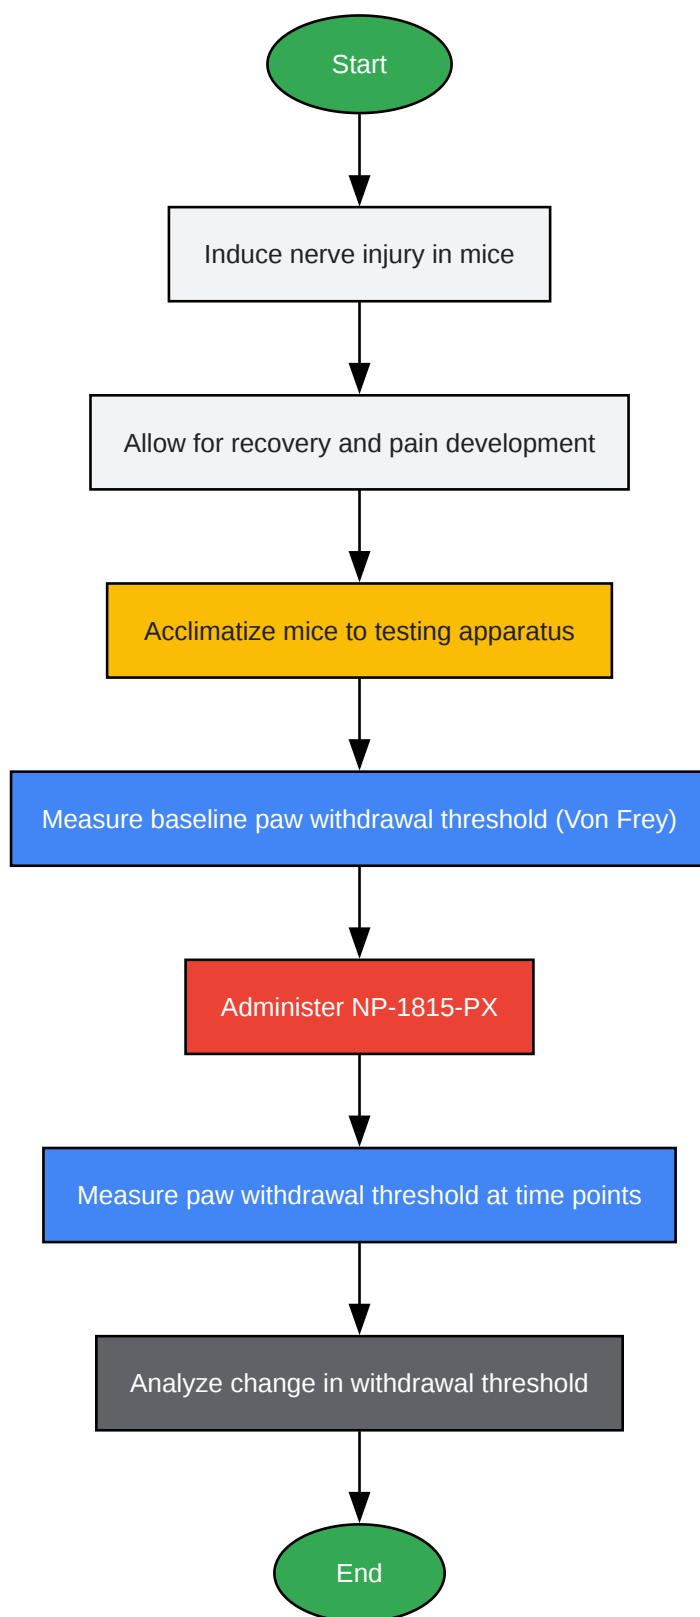 Start
Induce nerve injury in mice
Allow for recovery and pain development
Acclimatize mice to testing apparatus
Measure baseline paw withdrawal threshold (Von Frey)
Administer NP-1815-PX
Measure paw withdrawal threshold at time points
Analyze change in withdrawal threshold
End